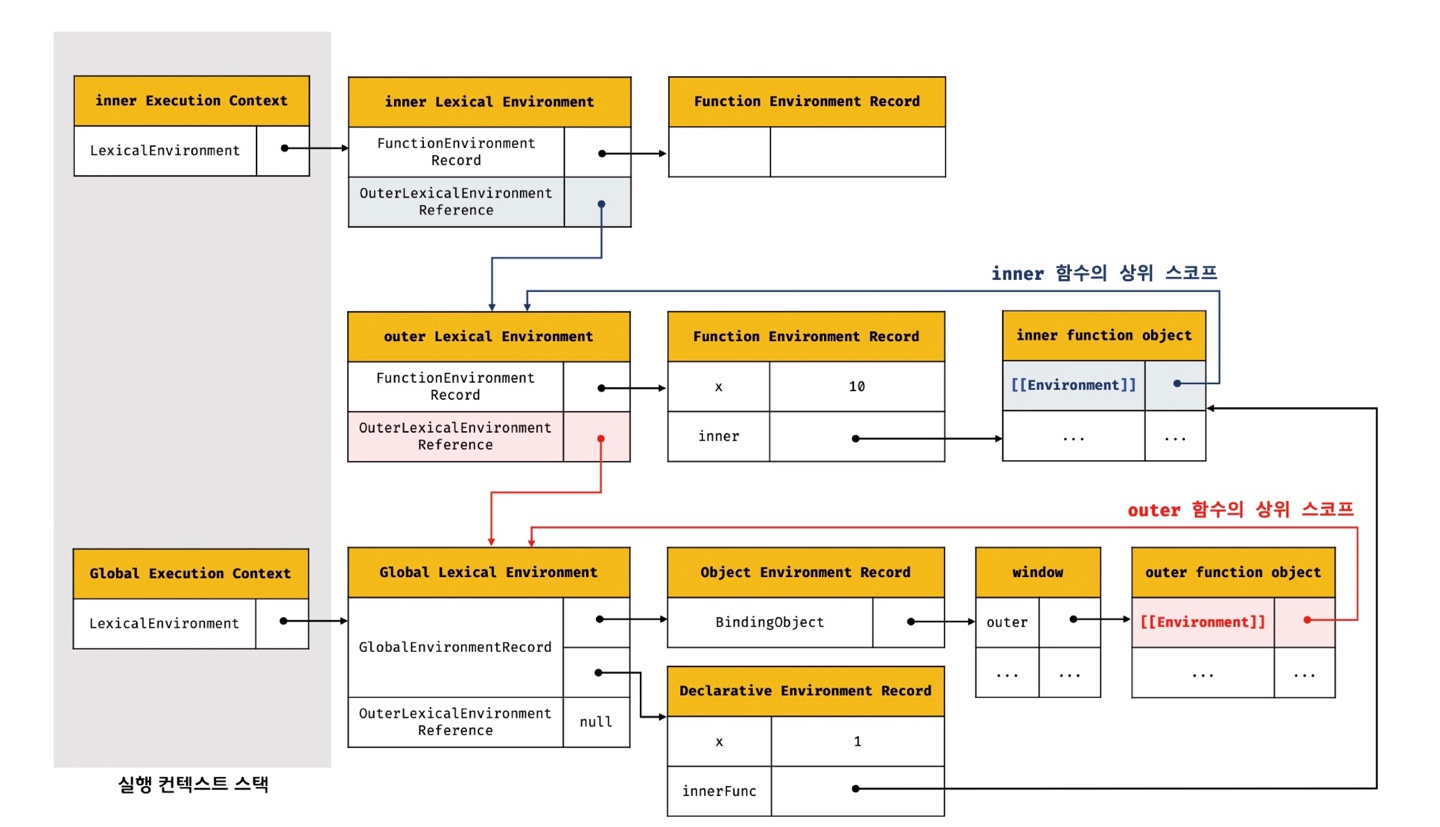 inner Execution Context
LexicalEnvironment
inner Lexical Environment
FunctionEnvironment
Record
OuterLexicalEnvironment
Reference
Function Environment Record
inner 함수의 상위 스코프
outer Lexical Environment
FunctionEnvironment
Record
OuterLexicalEnvironment
Reference
Function Environment Record
x 10
inner
inner function object
[[Environment]]
... ...
outer 함수의 상위 스코프
Global Execution Context
LexicalEnvironment
Global Lexical Environment
GlobalEnvironmentRecord
OuterLexicalEnvironment
Reference
null
Object Environment Record
BindingObject
window
outer
... ...
outer function object
[[Environment]]
... ...
Declarative Environment Record
x 1
innerFunc
실행 컨텍스트 스택